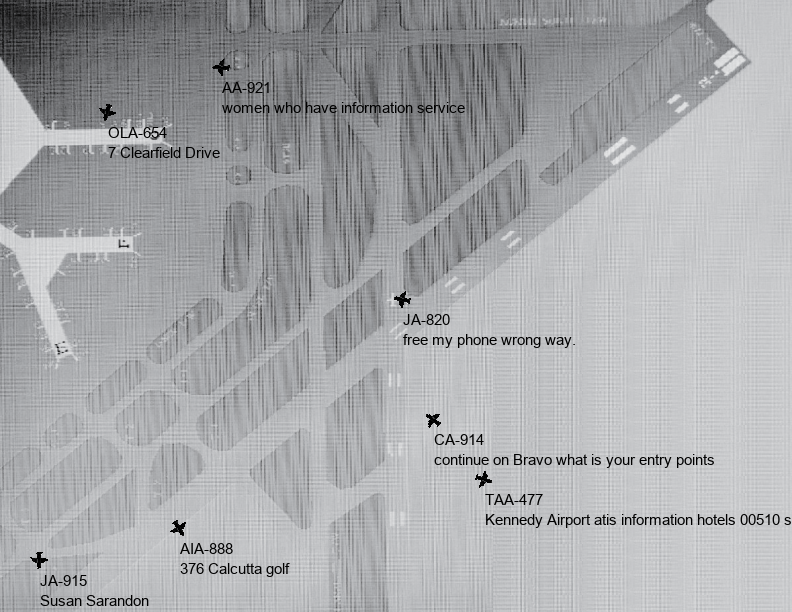 AA-921
women who have information service
OLA-654
7 Clearfield Drive
JA-820
free my phone wrong way.
CA-914
continue on Bravo what is your entry points
TAA-477
Kennedy Airport atis information hotels 00510 s
AIA-888
376 Calcutta golf
JA-915
Susan Sarandon